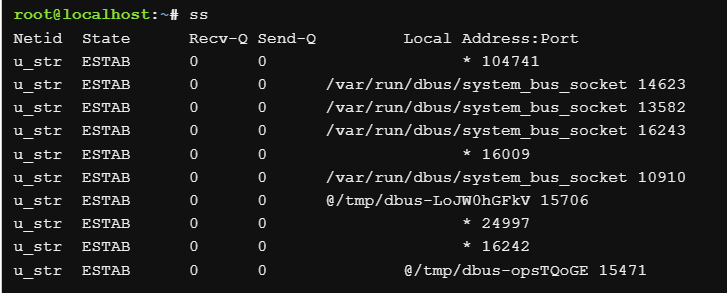 root@localhost:~# ss
Netid State Recv-Q Send-Q Local Address:Port
u_str ESTAB 0 0 * 104741
u_str ESTAB 0 0 /var/run/dbus/system_bus_socket 14623
u_str ESTAB 0 0 /var/run/dbus/system_bus_socket 13582
u_str ESTAB 0 0 /var/run/dbus/system_bus_socket 16243
u_str ESTAB 0 0 * 16009
u_str ESTAB 0 0 /var/run/dbus/system_bus_socket 10910
u_str ESTAB 0 0 @/tmp/dbus-LoJW0hGFkV 15706
u_str ESTAB 0 0 * 24997
u_str ESTAB 0 0 * 16242
u_str ESTAB 0 0 @/tmp/dbus-opsTQoGE 15471